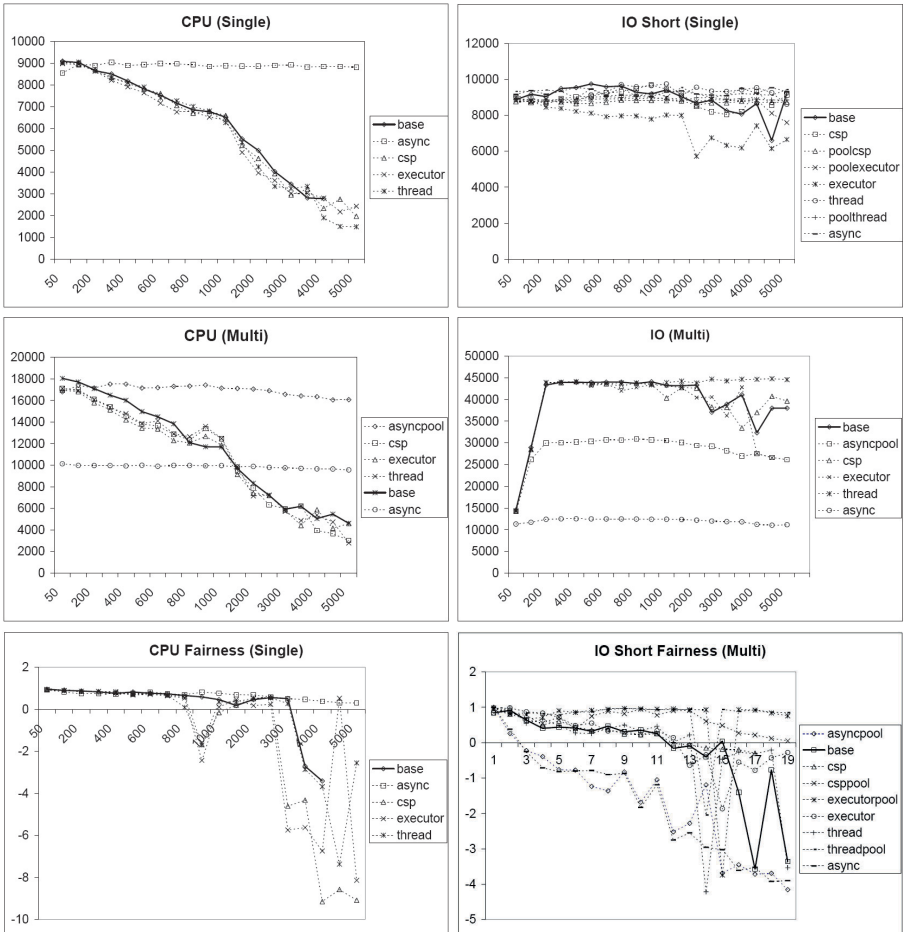 CPU (Single)
10000
9000
8000
7000
6000
5000
4000
3000
2000
1000
0
50
200
400
600
800
1000
2000
3000
4000
5000
base
async
csp
executor
thread
IO Short (Single)
12000
10000
8000
6000
4000
2000
0
50
200
400
600
800
1000
2000
3000
4000
5000
base
csp
poolcsp
poolexecutor
executor
thread
poolthread
async
CPU (Multi)
20000
18000
16000
14000
12000
10000
8000
6000
4000
2000
0
50
200
400
600
800
1000
2000
3000
4000
5000
asyncpool
csp
executor
thread
base
async
IO (Multi)
50000
45000
40000
35000
30000
25000
20000
15000
10000
5000
0
50
200
400
600
800
1000
2000
3000
4000
5000
base
asyncpool
csp
executor
thread
async
CPU Fairness (Single)
2
0
-2
-4
-6
-8
-10
50
200
400
600
800
1000
2000
3000
4000
5000
base
async
csp
executor
thread
IO Short Fairness (Multi)
2
1
0
-1
-2
-3
-4
-5
1
3
5
7
9
11
13
15
17
19
asyncpool
base
csp
csppool
executorpool
executor
thread
threadpool
async